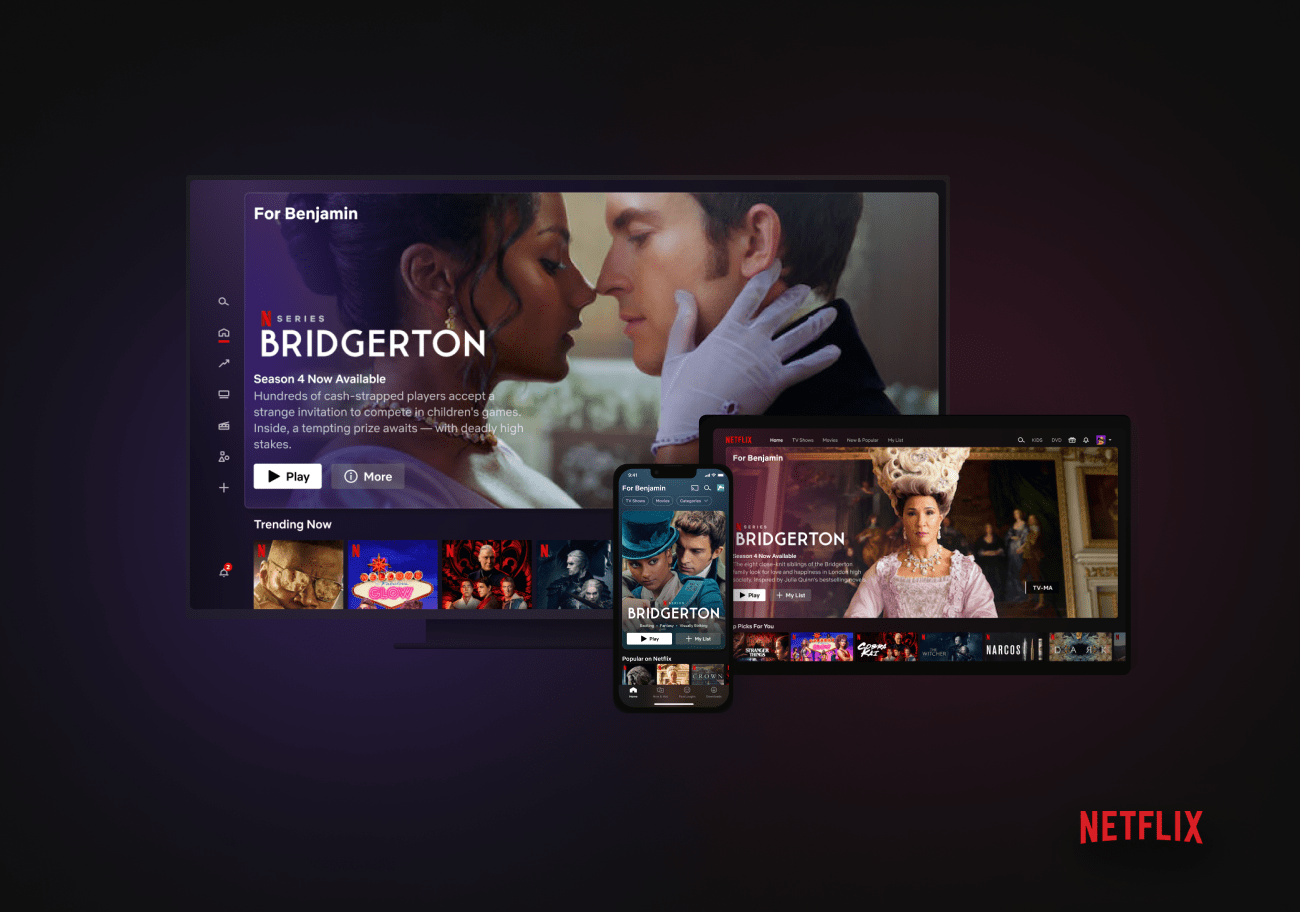 For Benjamin
N SERIES
BRIDGERTON
Season 4 Now Available
Hundreds of cash-strapped players accept a
strange invitation to compete in children's games.
Inside, a tempting prize awaits — with deadly high
stakes.
Play
More
Trending Now
N
N
N
N
FABULOUS
GLOW
2
9:41
For Benjamin
TV Shows
Movies
Categories
SERIES
BRIDGERTON
Exciting • Fantasy • Visually Striking
Play
My List
Popular on Netflix
CROWN
Home
Downloads
NETFLIX
Home
TV Shows
Movies
New & Popular
My List
KIDS
DVD
For Benjamin
N SERIES
BRIDGERTON
Season 4 Now Available
The eight close-knit siblings of the Bridgerton
family look for love and happiness in London high
society. Inspired by Julia Quinn's bestselling novels.
Play
My List
TV-MA
p Picks For You
STRANGER
THINGS
GLOW
COBRA
KAI
THE
WITCHER
NARCOS
DARK
NETFLIX